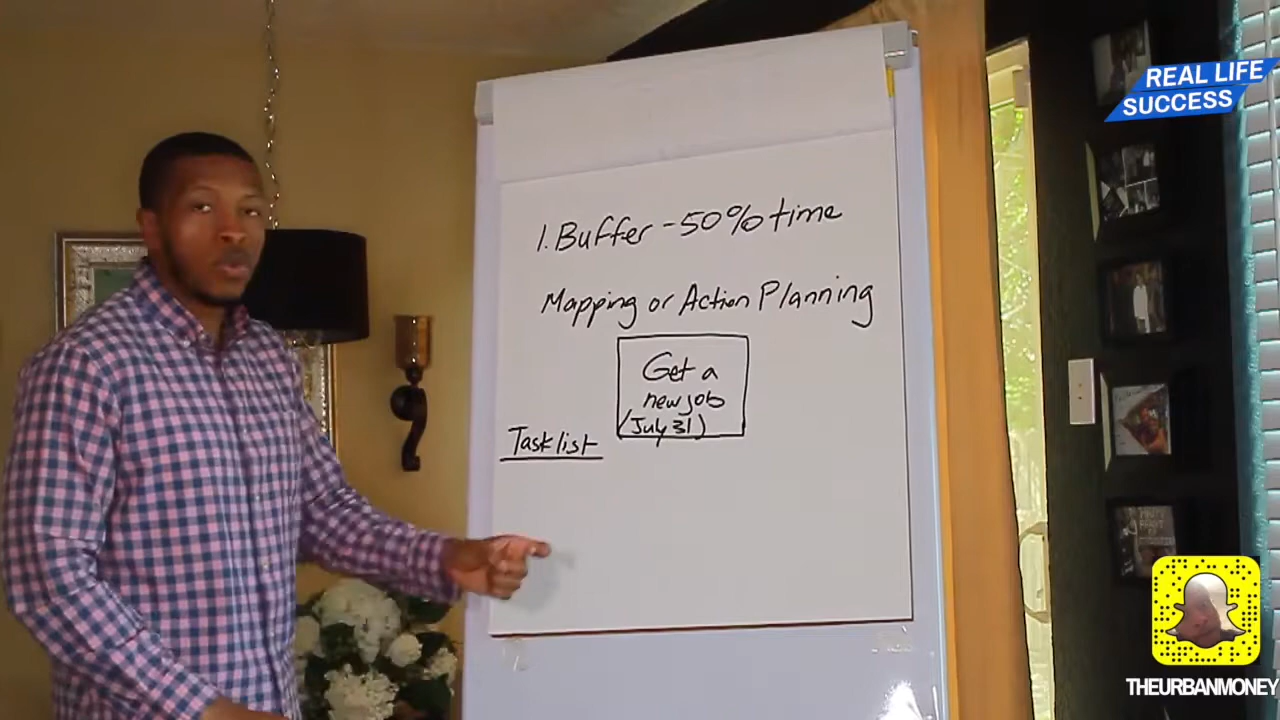 REAL LIFE
SUCCESS
1. Buffer - 50% time
Mapping or Action Planning
Get a
new job
(July 31)
Task list
THEURBANMONEY